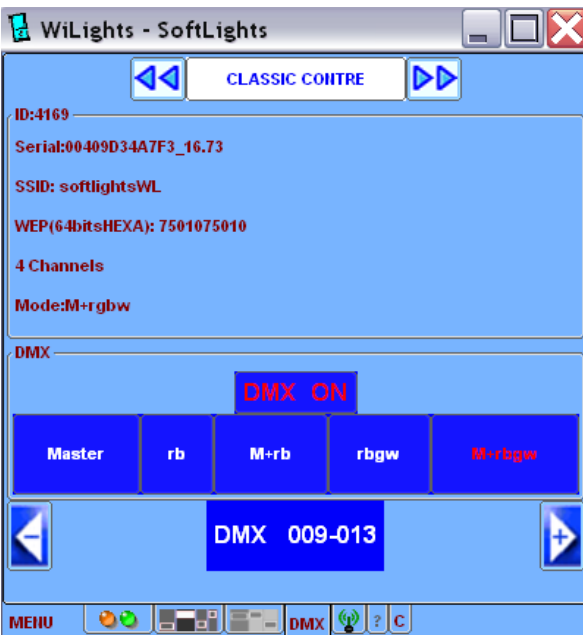 WiLights - SoftLights
CLASSIC CONTRE
ID:4169
Serial:00409D34A7F3_16.73
SSID: softlightsWL
WEP(64bitsHEXA): 7501075010
4 Channels
Mode:M+rgbw
DMX
DMX ON
Master rb M+rb rbgw M+rbgw
- DMX 009-013 +
MENU DMX ? C